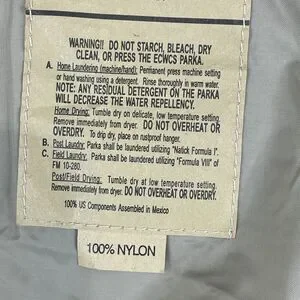 WARNING!! DO NOT STARCH, BLEACH, DRY
CLEAN, OR PRESS THE ECWCS PARKA.
A. Home Laundering (machine/hand): Permanent press machine setting
or hand washing using a detergent. Rinse thoroughly in warm water.
NOTE: ANY RESIDUAL DETERGENT ON THE PARKA
WILL DECREASE THE WATER REPELLENCY.
Home Drying: Tumble dry on delicate, low temperature setting.
Remove immediately from dryer. DO NOT OVERHEAT OR
OVERDRY. To drip dry, place on rustproof hanger.
B. Post Laundry: Parka shall be laundered utilizing "Natick Formula I".
C. Field Laundry: Parka shall be laundered utilizing "Formula VIII" of
FM 10-280.
Post/Field Drying: Tumble dry at low temperature setting.
Remove immediately from dryer. DO NOT OVERHEAT OR OVERDRY.
100% US Components Assembled in Mexico
100% NYLON